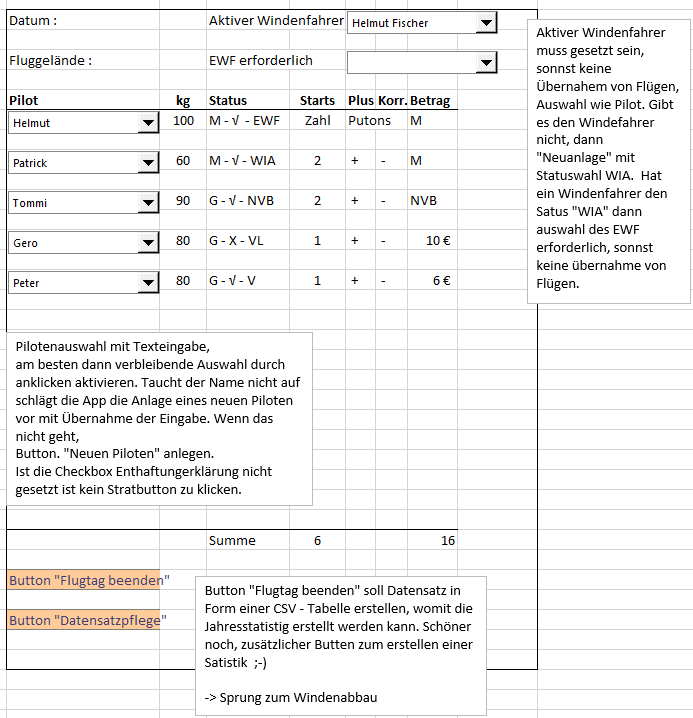 Datum : Aktiver Windenfahrer Helmut Fischer
Fluggelände : EWF erforderlich
Pilot kg Status Starts Plus Korr. Betrag
Helmut 100 M - √ - EWF Zahl Putons M
Patrick 60 M - √ - WIA 2 + - M
Tommi 90 G - √ - NVB 2 + - NVB
Gero 80 G - X - VL 1 + - 10 €
Peter 80 G - √ - V 1 + - 6 €
Aktiver Windenfahrer
muss gesetzt sein,
sonnst keine
Übernahem von Flügen,
Auswahl wie Pilot. Gibt
es den Windefahrer
nicht, dann
"Neuanlage" mit
Statuswahl WIA. Hat
ein Windenfahrer den
Satus "WIA" dann
auswahl des EWF
erforderlich, sonnst
keine übernahme von
Flügen.
Pilotenauswahl mit Texteingabe,
am besten dann verbleibende Auswahl durch
anklicken aktivieren. Taucht der Name nicht auf
schlägt die App die Anlage eines neuen Piloten
vor mit Übernahme der Eingabe. Wenn das
nicht geht,
Button. "Neuen Piloten" anlegen.
Ist die Checkbox Enthaftungerklärung nicht
gesetzt ist kein Stratbutton zu klicken.
Summe 6 16
Button "Flugtag beenden"
Button "Datensatzpflege"
Button "Flugtag beenden" soll Datensatz in
Form einer CSV - Tabelle erstellen, womit die
Jahresstatistig erstellt werden kann. Schöner
noch, zusätzlicher Butten zum erstellen einer
Satistik ;-)
-> Sprung zum Windenabbau